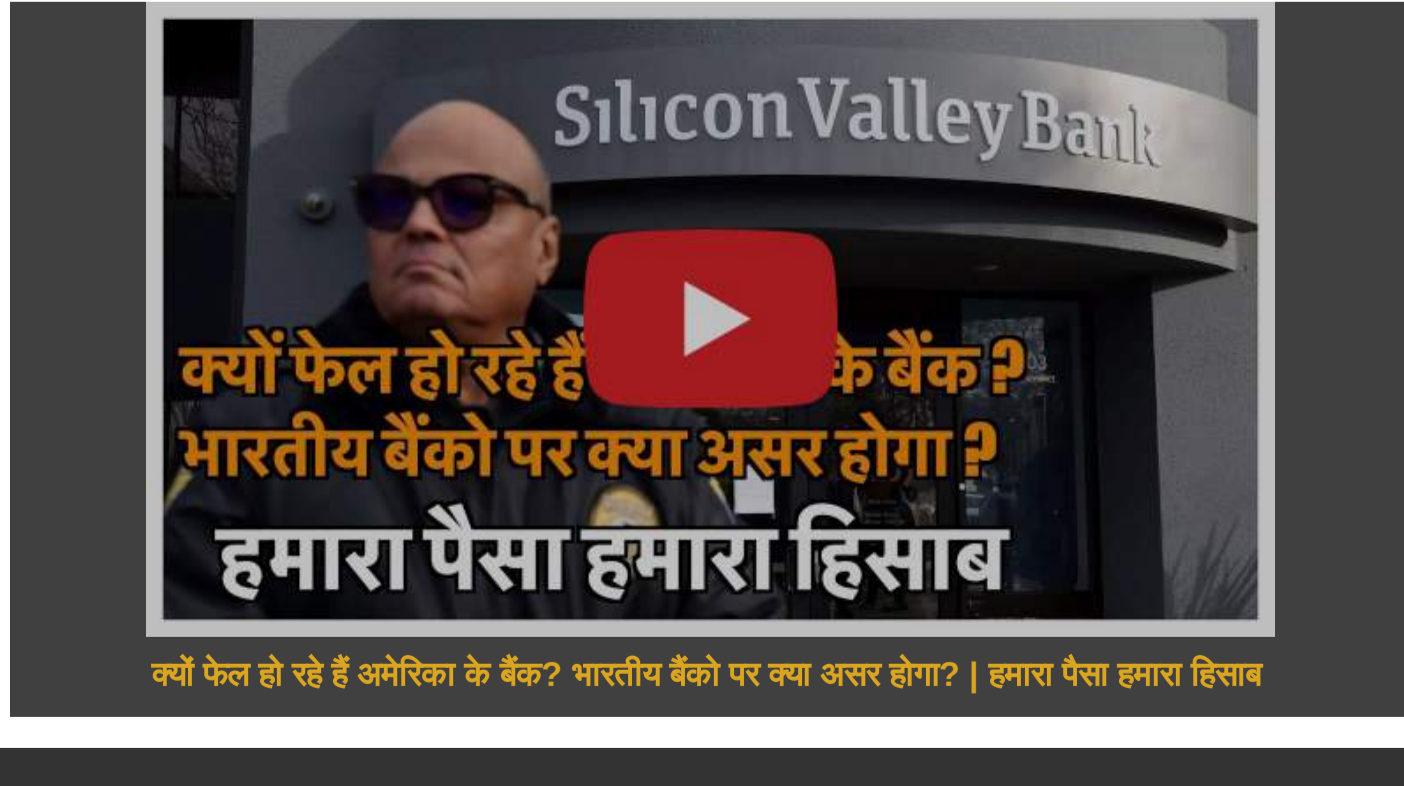 Silicon Valley Bank
क्यों फेल हो रहे हैं के बैंक ?
भारतीय बैंको पर क्या असर होगा ?
हमारा पैसा हमारा हिसाब
क्यों फेल हो रहे हैं अमेरिका के बैंक? भारतीय बैंको पर क्या असर होगा? | हमारा पैसा हमारा हिसाब